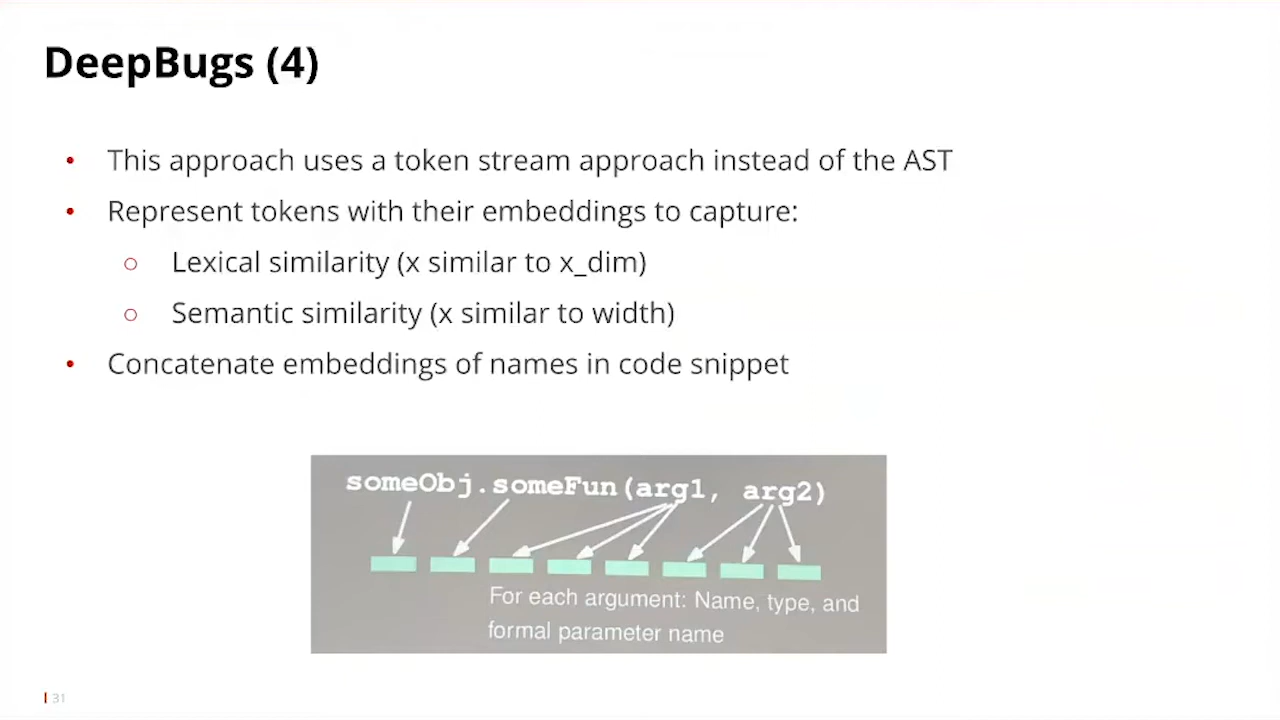 DeepBugs (4)
• This approach uses a token stream approach instead of the AST
• Represent tokens with their embeddings to capture:
○ Lexical similarity (x similar to x_dim)
○ Semantic similarity (x similar to width)
• Concatenate embeddings of names in code snippet
someObj.someFun(arg1, arg2)
For each argument: Name, type, and
formal parameter name
31